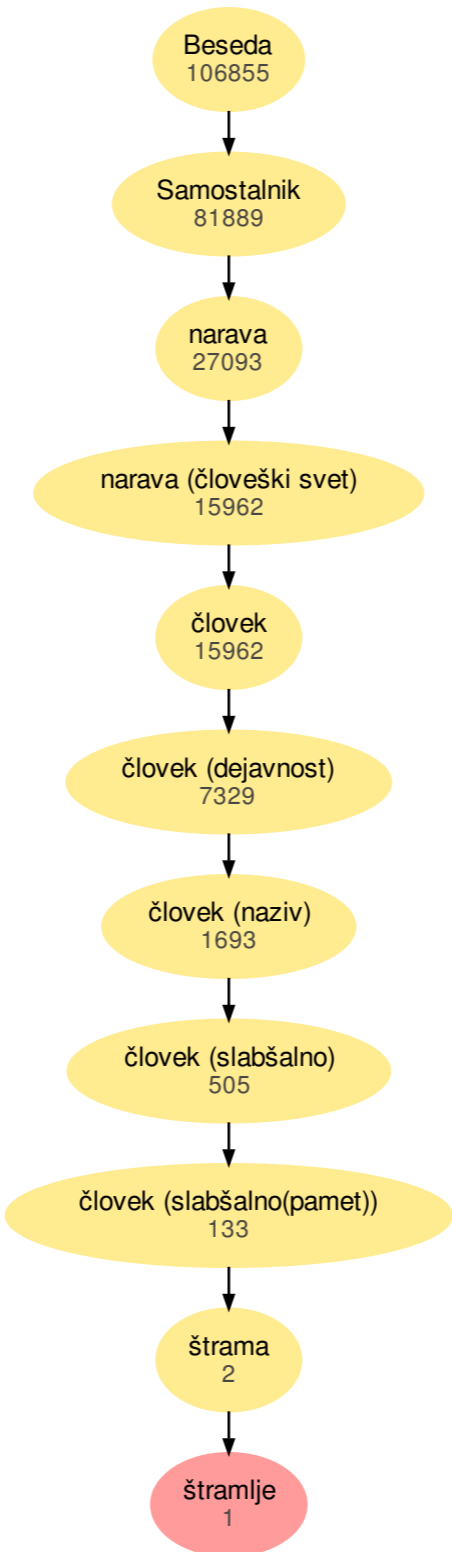 Beseda
106855
Samostalnik
81889
narava
27093
narava (človeški svet)
15962
človek
15962
človek (dejavnost)
7329
človek (naziv)
1693
človek (slabšalno)
505
človek (slabšalno(pamet))
133
štrama
2
štramlje
1